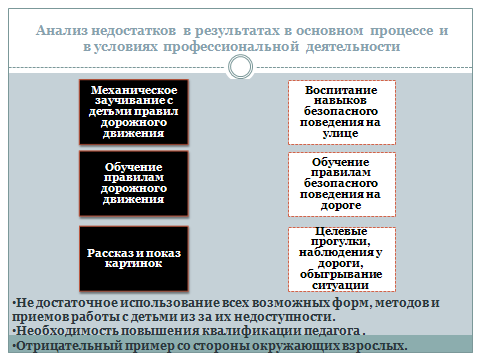 Анализ недостатков в результатах в основном процессе и
в условиях профессиональной деятельности
Механическое
заучивание с
детьми правил
дорожного
движения
Воспитание
навыков
безопасного
поведения на
улице
Обучение
правилам
дорожного
движения
Обучение
правилам
безопасного
поведения на
дороге
Рассказ и показ
картинок
Целевые
прогулки,
наблюдения у
дороги,
обыгрывание
ситуации
•Не достаточное использование всех возможных форм, методов и
приемов работы с детьми из за их недоступности.
•Необходимость повышения квалификации педагога .
•Отрицательный пример со стороны окружающих взрослых.